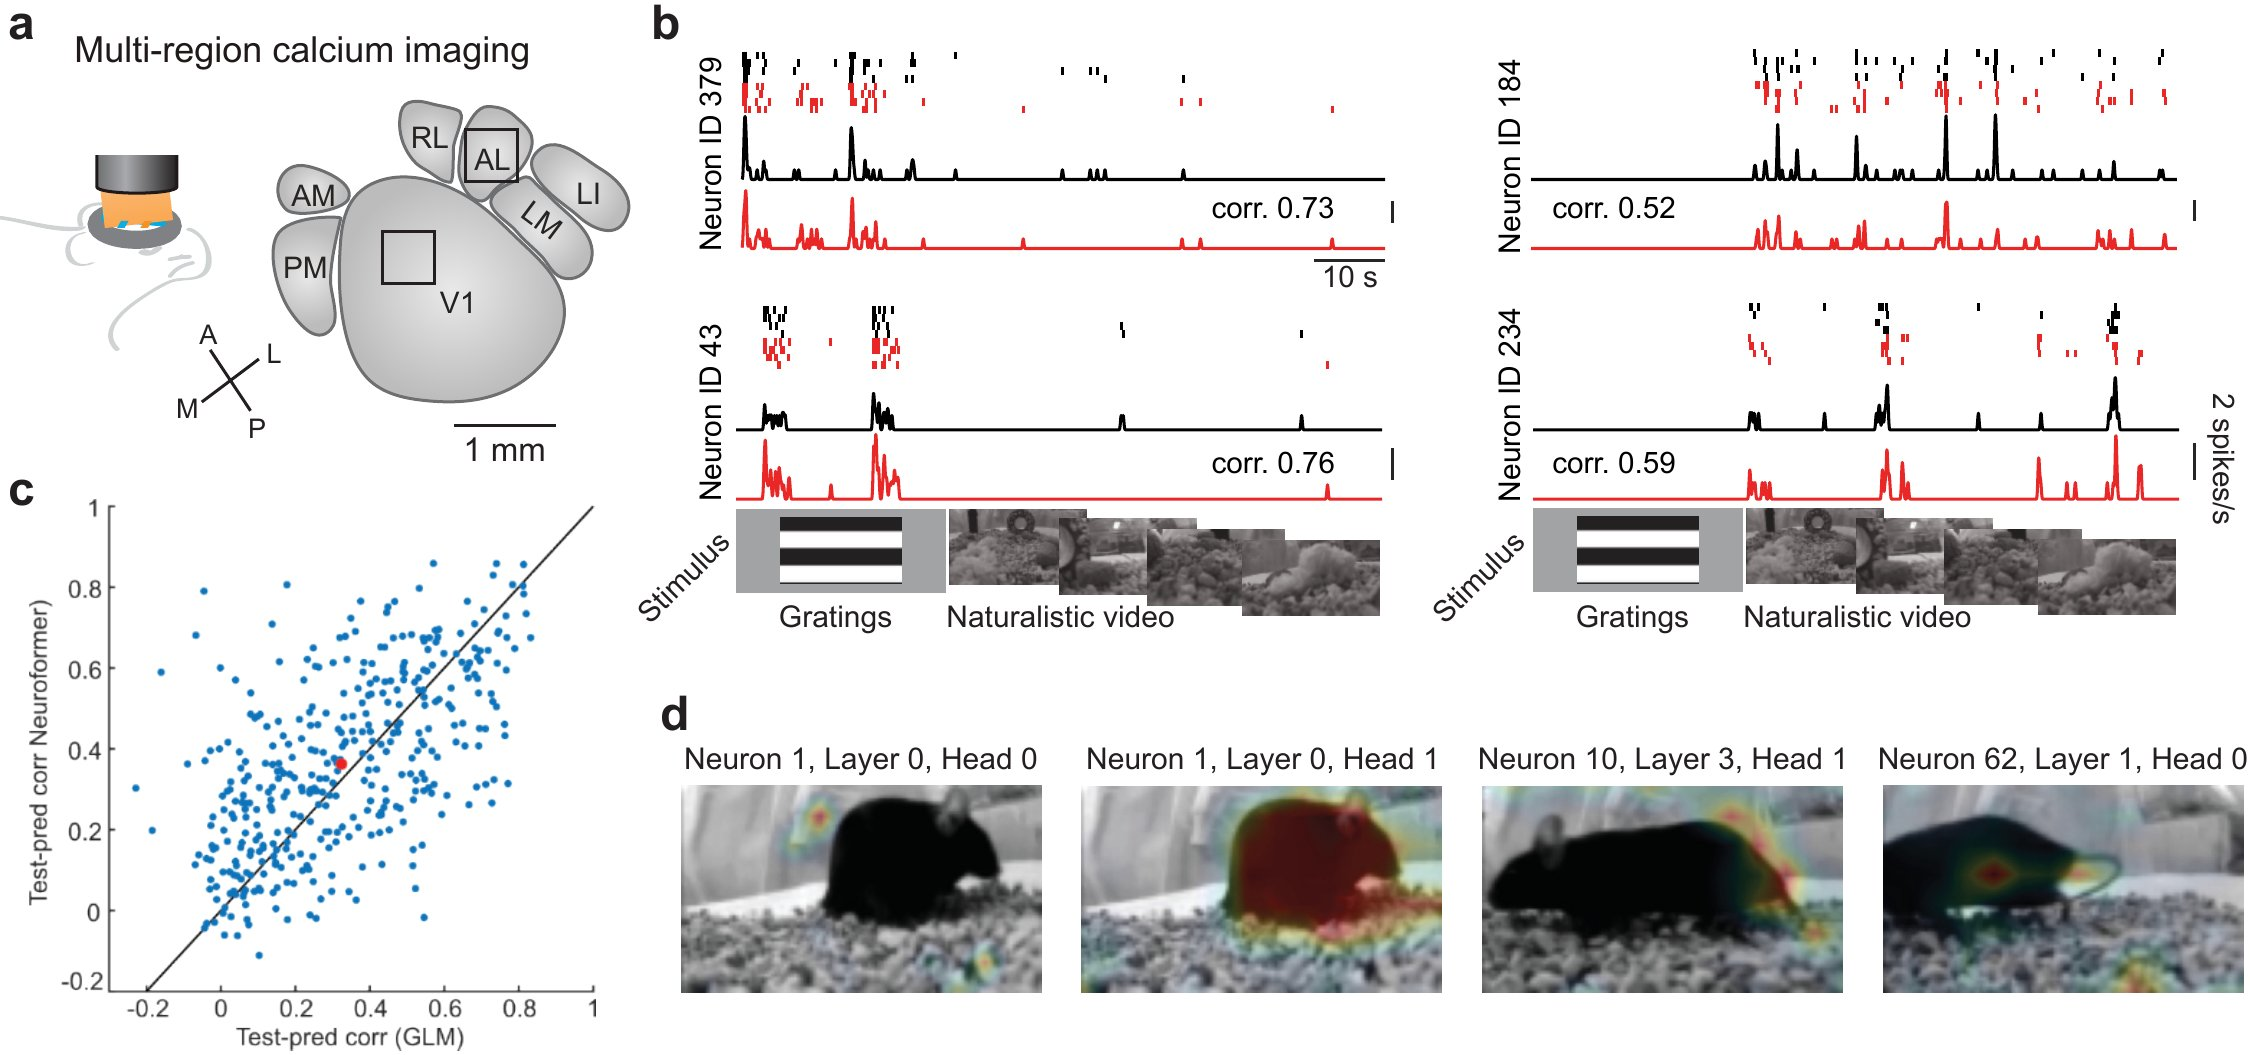 a
Multi-region calcium imaging
RL
AL
LI
AM
LM
PM
V1
A
L
M
P
1 mm
b
Neuron ID 379
corr. 0.73
10 s
Neuron ID 184
corr. 0.52
Neuron ID 43
corr. 0.76
Neuron ID 234
corr. 0.59
2 spikes/s
Stimulus
Gratings
Naturalistic video
Stimulus
Gratings
Naturalistic video
c
Test-pred corr Neuroformer)
1
0.8
0.6
0.4
0.2
0
-0.2
-0.2 0 0.2 0.4 0.6 0.8 1
Test-pred corr (GLM)
d
Neuron 1, Layer 0, Head 0
Neuron 1, Layer 0, Head 1
Neuron 10, Layer 3, Head 1
Neuron 62, Layer 1, Head 0